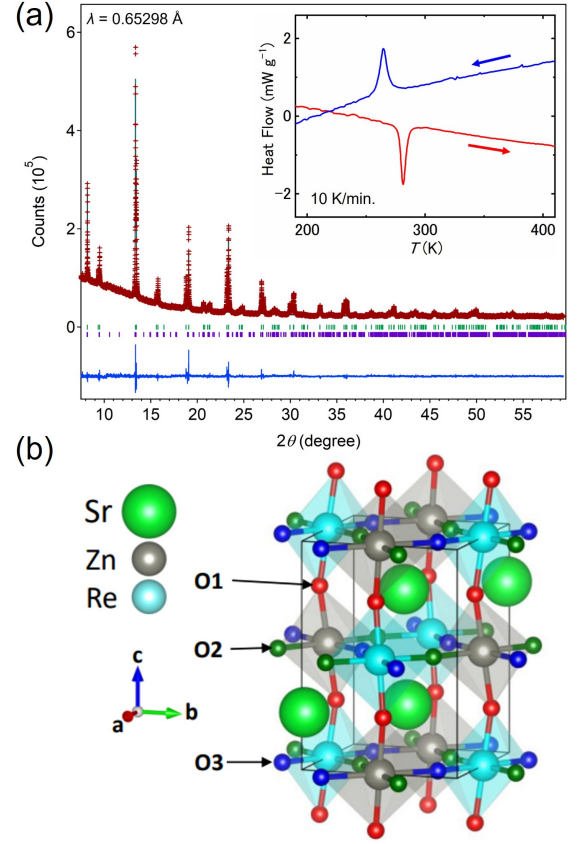 (a)
λ = 0.65298 Å
Counts (10⁵)
6
4
2
0
10
15
20
25
30
35
40
45
50
55
2θ (degree)
Heat Flow (mW g⁻¹)
2
0
−2
10 K/min.
200
300
400
T (K)
(b)
Sr
Zn
Re
O1
O2
O3
c
b
a